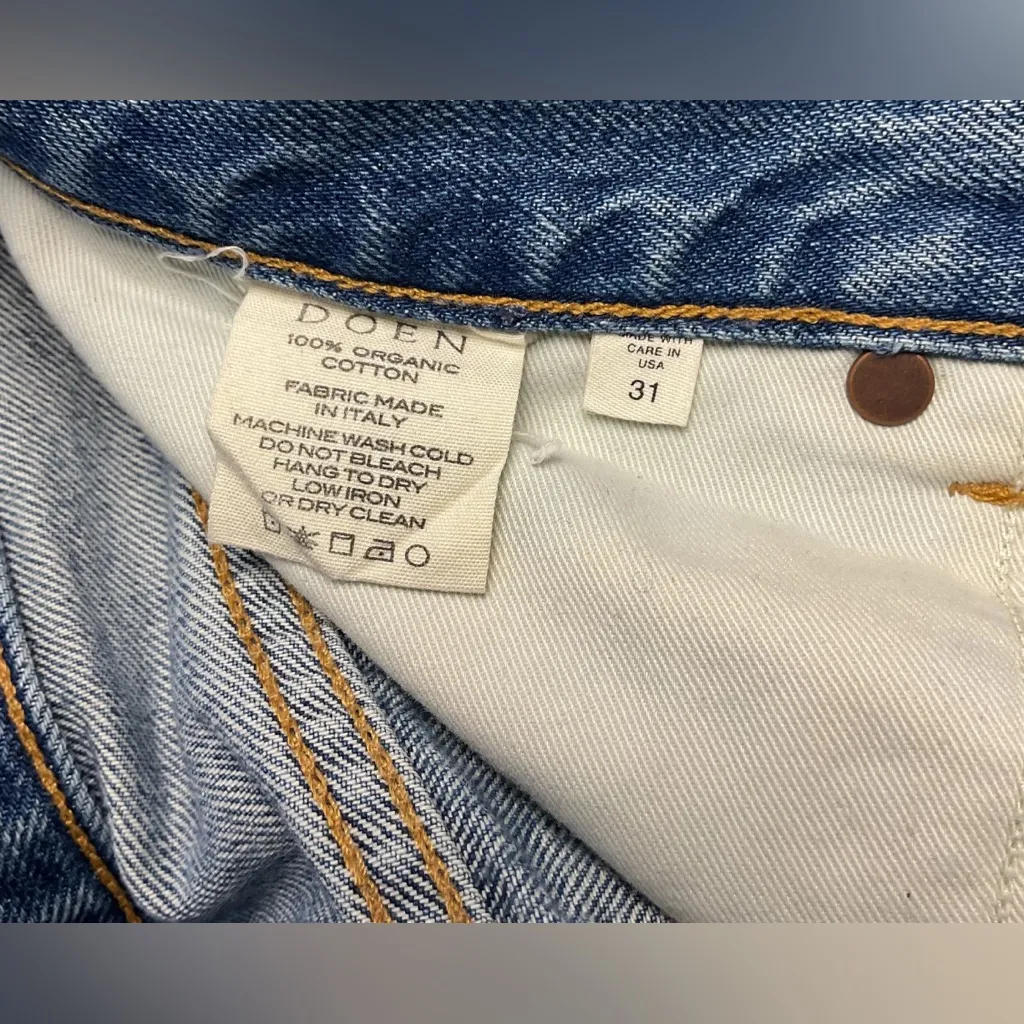 DOEN
100% ORGANIC
COTTON
FABRIC MADE
IN ITALY
MACHINE WASH COLD
DO NOT BLEACH
HANG TO DRY
LOW IRON
OR DRY CLEAN
MADE WITH
CARE IN
USA
31